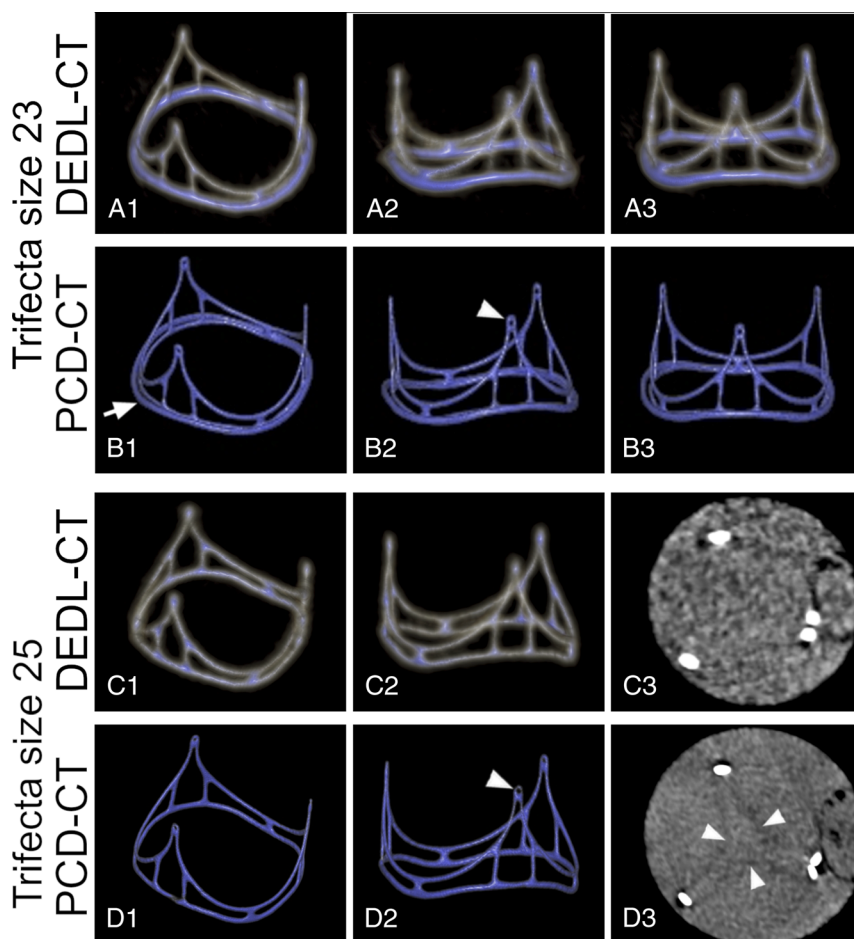 Trifecta size 23
DEDL-CT
A1
A2
A3
PCD-CT
B1
B2
B3
Trifecta size 25
DEDL-CT
C1
C2
C3
PCD-CT
D1
D2
D3